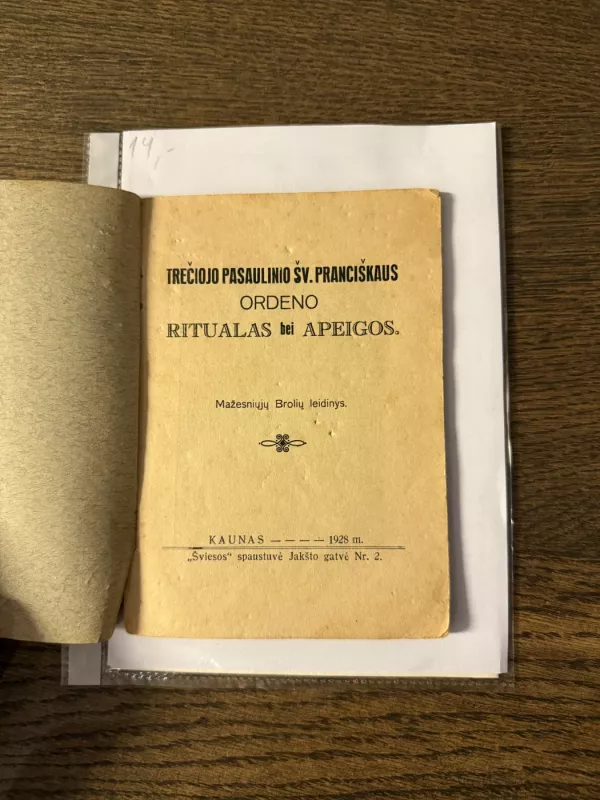 14,-
TREČIOJO PASAULINIO ŠV. PRANCIŠKAUS
ORDENO
RITUALAS bei APEIGOS.
Mažesniųjų Brolių leidinys.
KAUNAS — — — — 1928 m.
„Šviesos“ spaustuvė Jakšto gatvė Nr. 2.